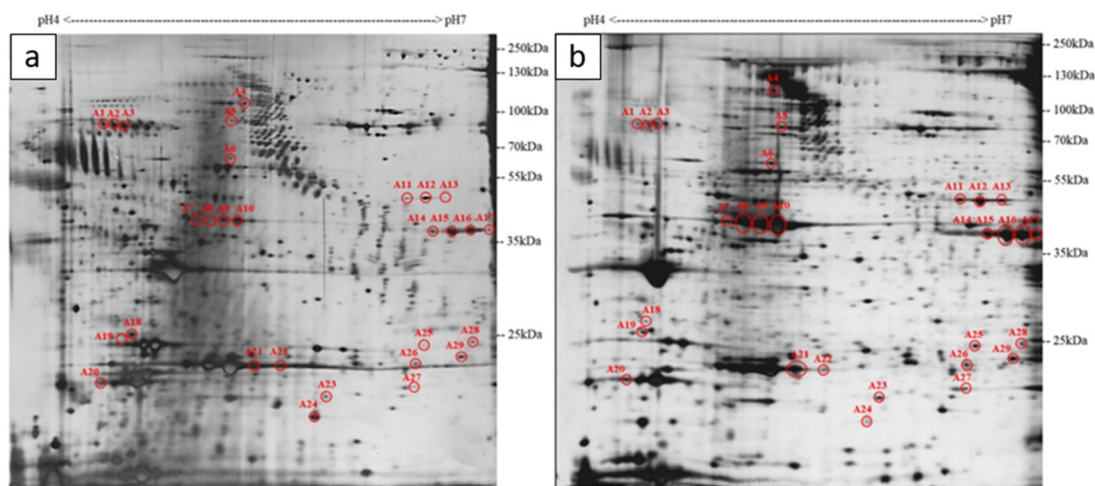 pH4 <------------------------------------------------> pH7 pH4 <------------------------------------------------> pH7
a
250kDa
130kDa
A4
100kDa
A1 A2 A3 A5
70kDa
A6
55kDa
A11 A12 A13
A7 A8 A9 A10
A14 A15 A16 A17
35kDa
A18
A19
25kDa
A25 A28
A29
A21 A22 A26
A20
A27
A23
A24
b
250kDa
130kDa
A4
100kDa
A1 A2 A3
A5
70kDa
A6
55kDa
A11 A12 A13
A7 A8 A9 A10
A14 A15 A16 A17
35kDa
A18
A19
25kDa
A25 A28
A29
A21 A22 A26
A20
A27
A23
A24